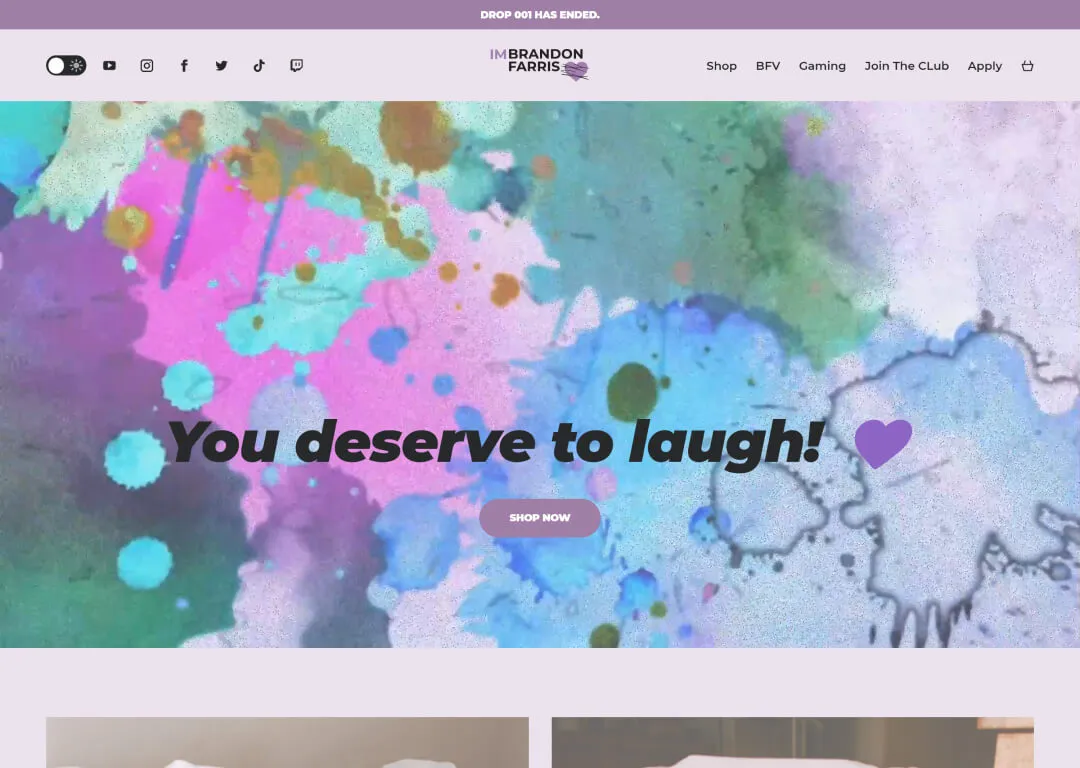 DROP 001 HAS ENDED.
IMBRANDON
FARRIS
Shop
BFV
Gaming
Join The CLub
Apply
You deserve to laugh!
SHOP NOW